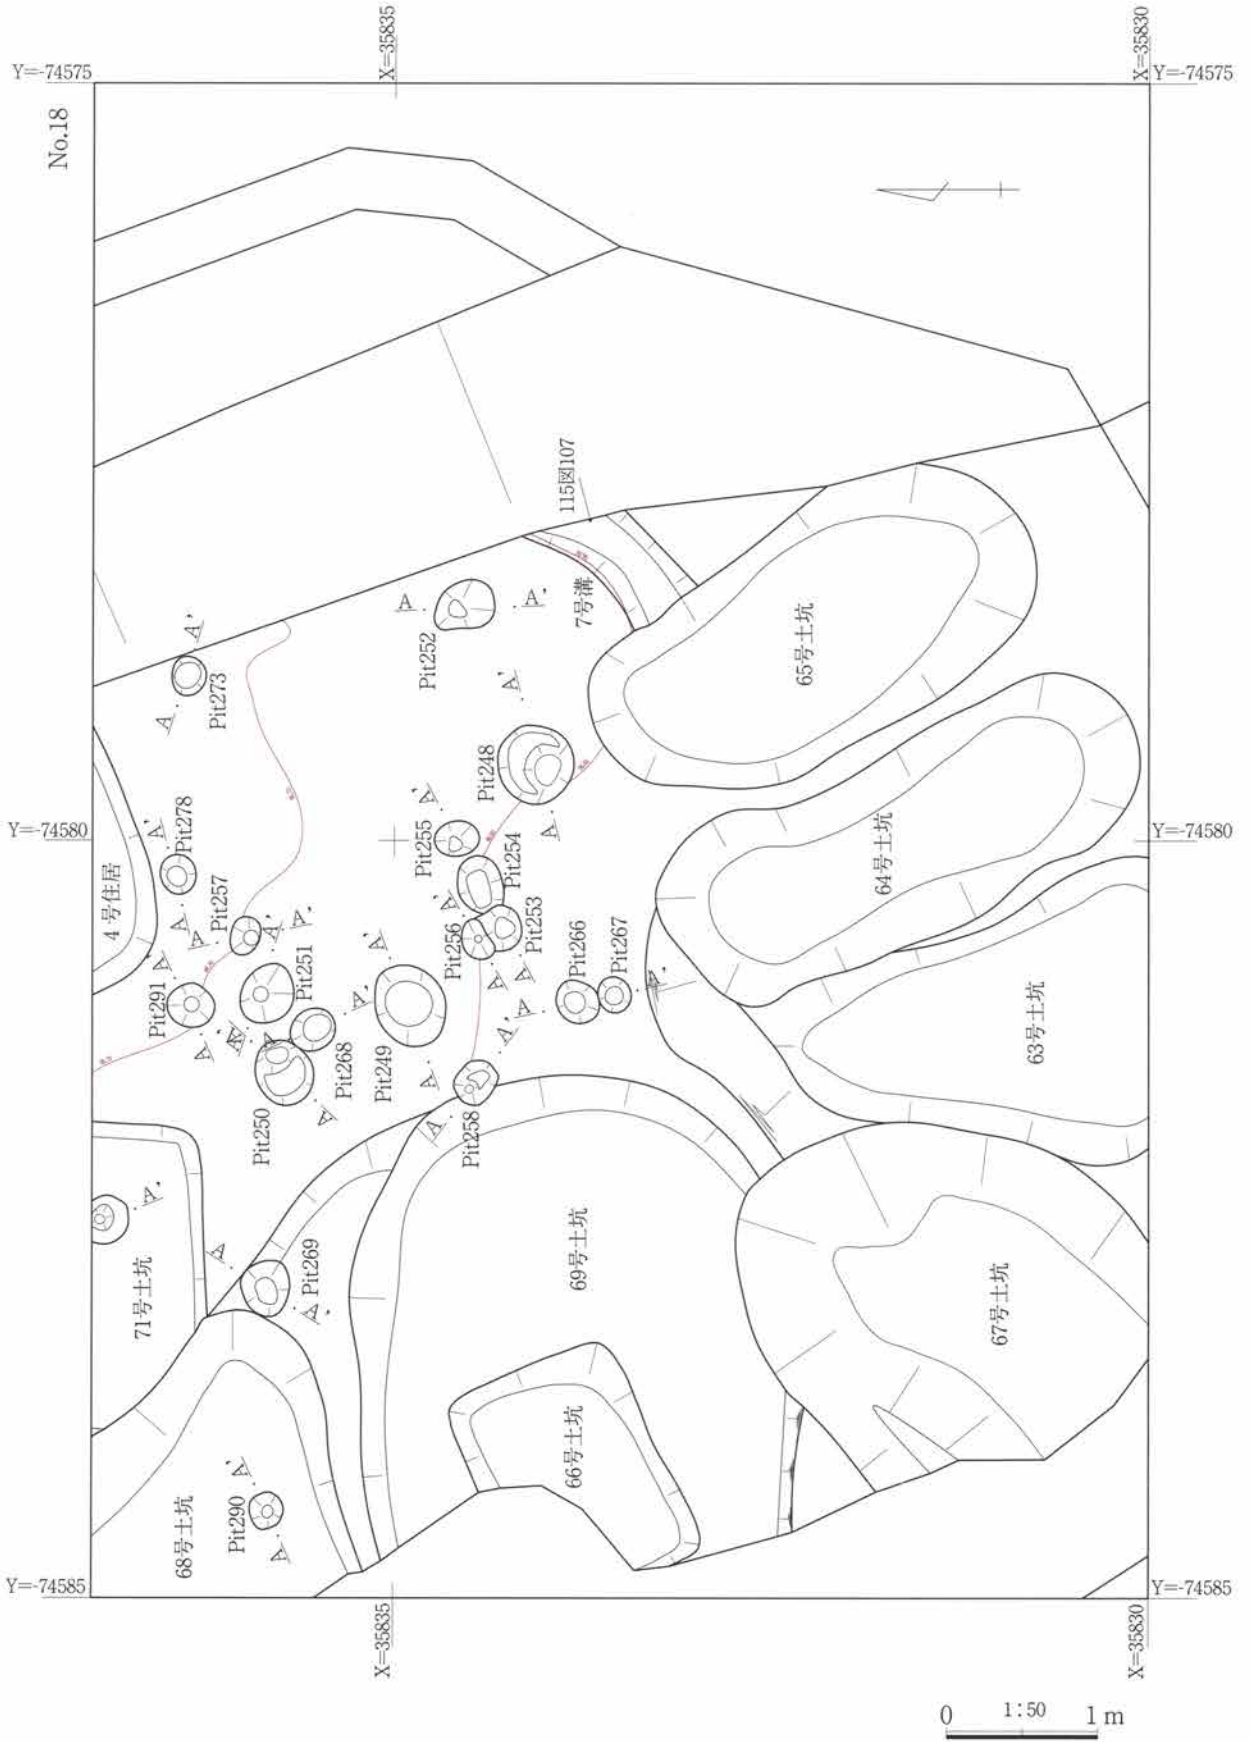 X=35835
X=35830
Y=-74575
Y=-74575
No.18
115図107
7号溝
A
A'
Pit252
A'
A
Pit273
65号土坑
A'
Pit248
A
A'
Pit255
Pit254
Y=-74580
Y=-74580
4号住居
A'
Pit278
A
Pit257
A
A'
64号土坑
A'
Pit256
Pit253
A
A
Pit266
Pit267
A
A'
A'
Pit251
A
Pit291
A'
A
63号土坑
A'
Pit249
A
Pit268
A'
A
Pit250
A
A'
Pit258
A
71号土坑
A'
A
Pit269
A'
69号土坑
67号土坑
66号土坑
68号土坑
Pit290
A'
A
Y=-74585
Y=-74585
X=35835
X=35830
0 1:50 1 m